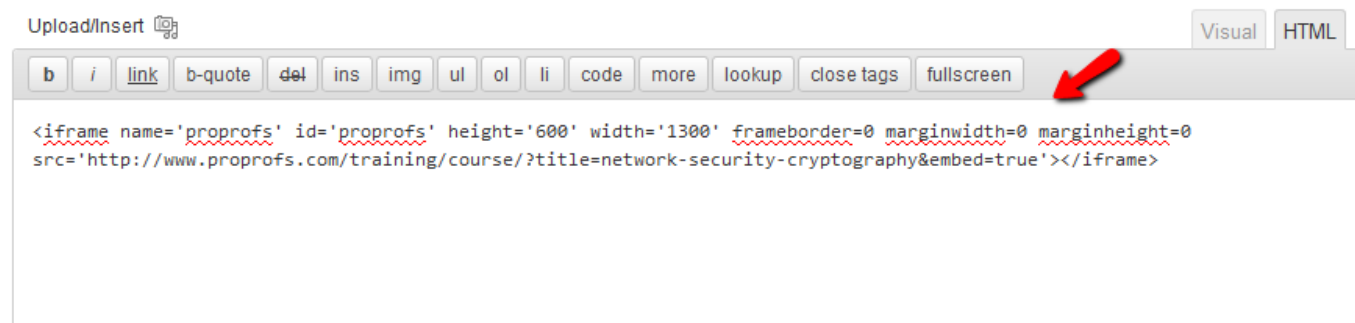 Upload/Insert
Visual HTML
b i link b-quote del ins img ul ol li code more lookup close tags fullscreen
<iframe name='proprofs' id='proprofs' height='600' width='1300' frameborder=0 marginwidth=0 marginheight=0
src='http://www.proprofs.com/training/course/?title=network-security-cryptography&embed=true'></iframe>